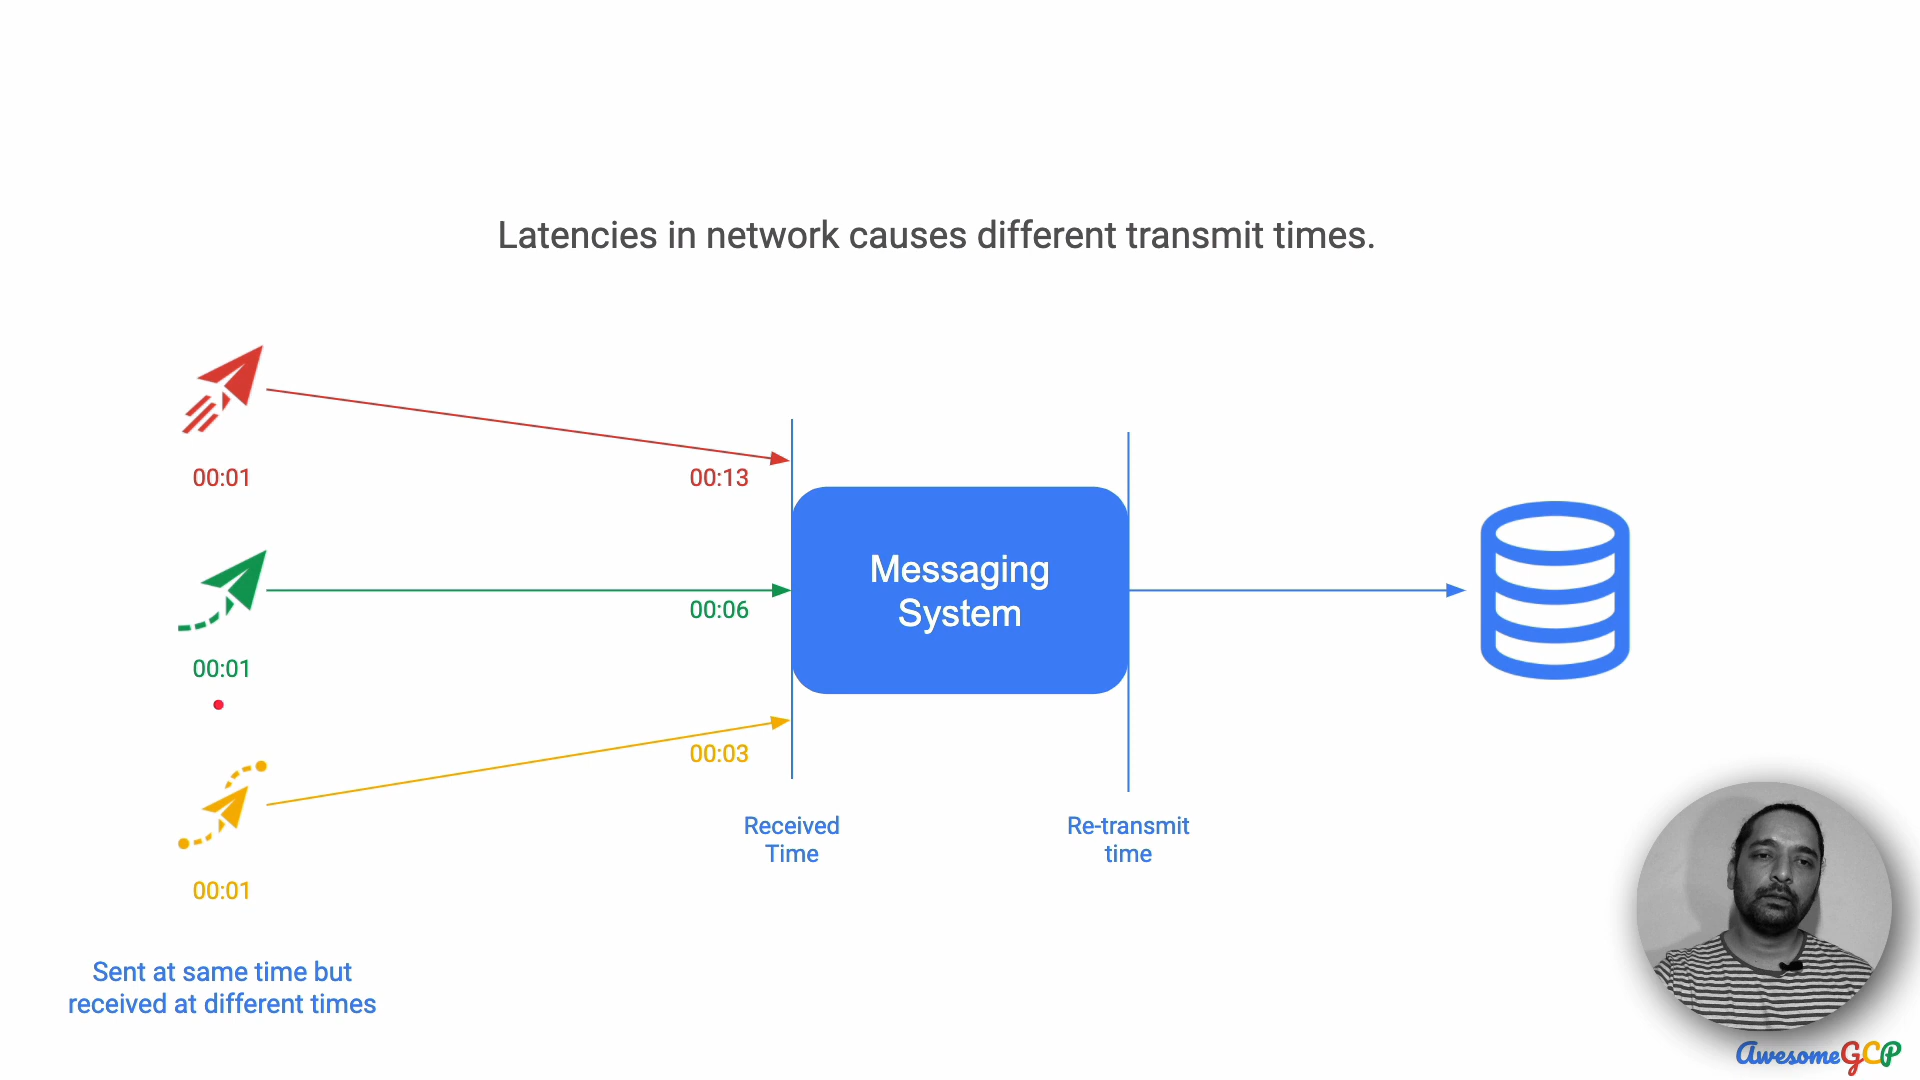 Latencies in network causes different transmit times.
00:01
00:13
Messaging
System
00:06
00:01
00:03
Received
Time
Re-transmit
time
00:01
Sent at same time but
received at different times
AwesomeGCP